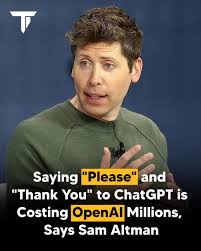 Saying "Please" and
"Thank You" to ChatGPT is
Costing OpenAI Millions,
Says Sam Altman